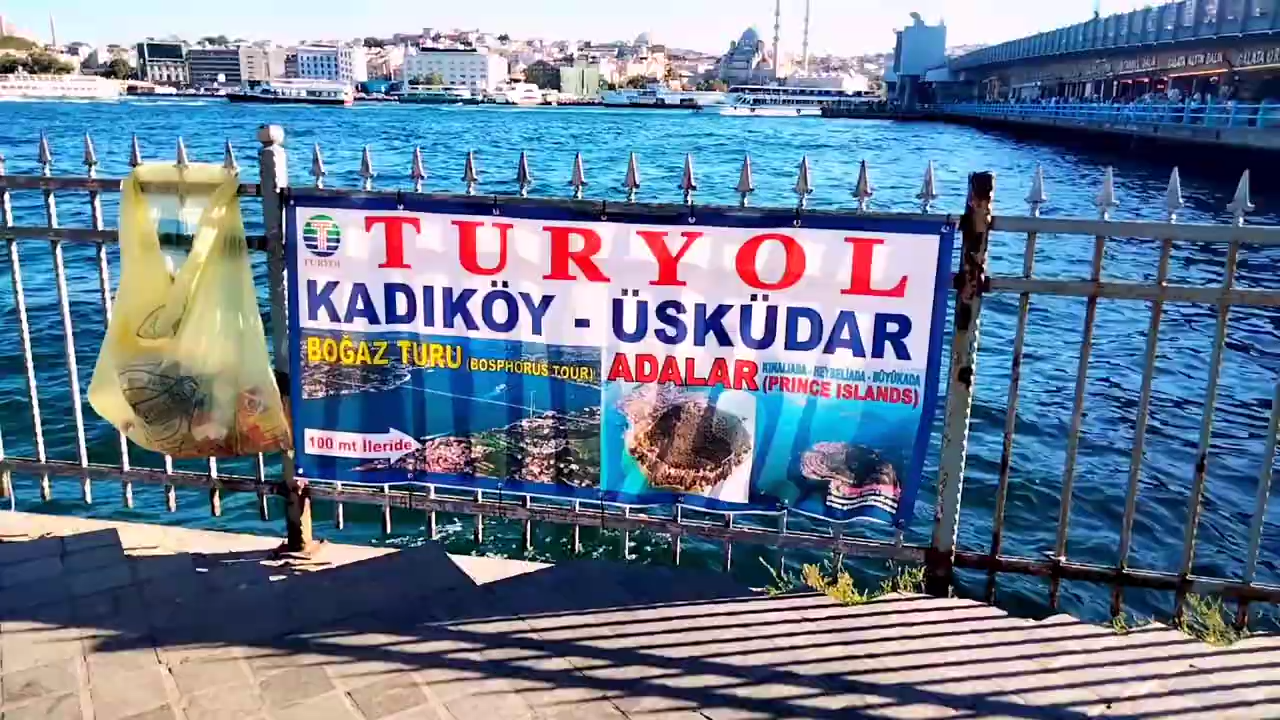 TURYOL
TURYOL
KADIKÖY - ÜSKÜDAR
BOĞAZ TURU (BOSPHORUS TOUR)
ADALAR
KINALIADA - HEYBELİADA - BÜYÜKADA
(PRINCE ISLANDS)
100 mt İleride